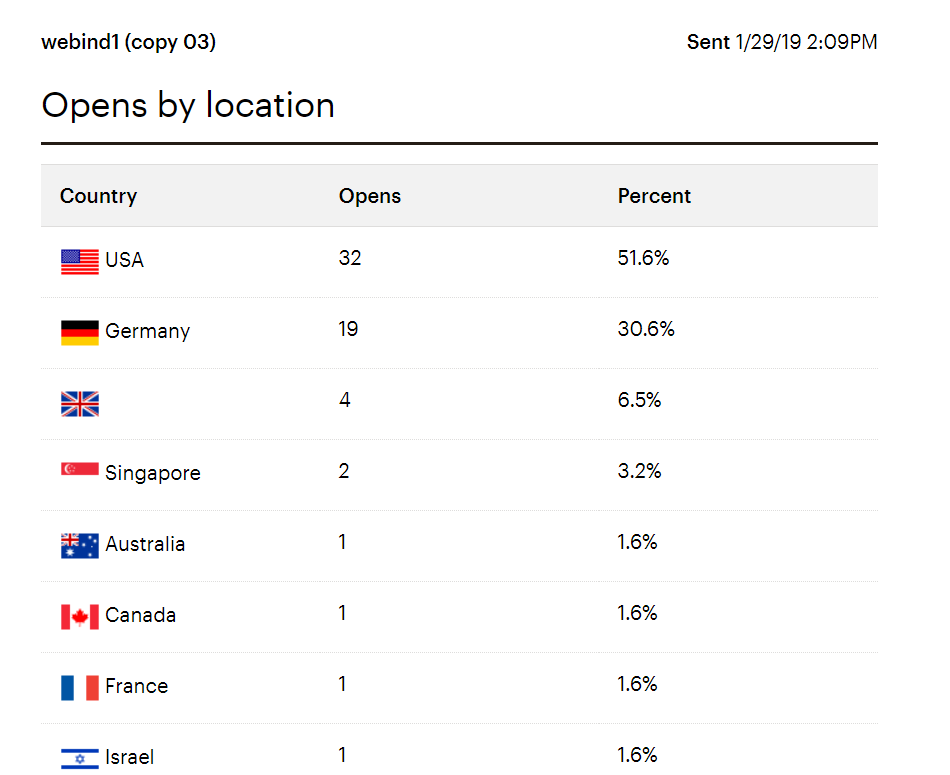 webind1 (copy 03) Sent 1/29/19 2:09PM
Opens by location
Country Opens Percent
USA 32 51.6%
Germany 19 30.6%
4 6.5%
Singapore 2 3.2%
Australia 1 1.6%
Canada 1 1.6%
France 1 1.6%
Israel 1 1.6%